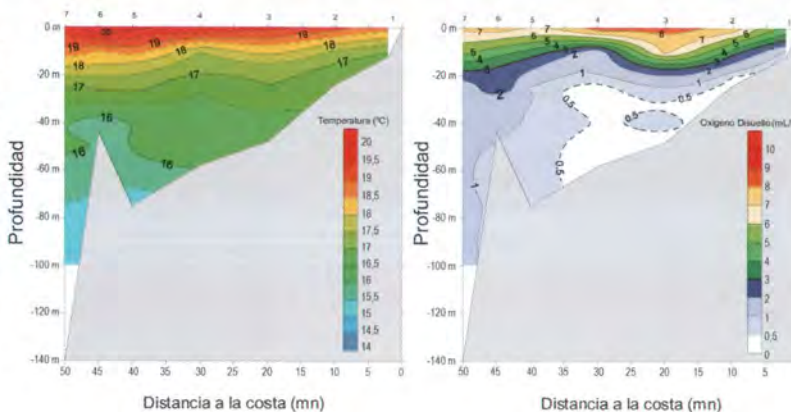 7 6 5 4 3 2 1
0 m
-20 m
-40 m
-60 m
-80 m
-100 m
-120 m
-140 m
Profundidad
20
19 19 18 19
18 18
17 17 17
16
16 16
Temperatura (ºC)
20
19,5
19
18,5
18
17,5
17
16,5
16
15,5
15
14,5
14
50 45 40 35 30 25 20 15 10 5 0
Distancia a la costa (mn)
7 6 5 4 3 2 1
0 m
-20 m
-40 m
-60 m
-80 m
-100 m
-120 m
-140 m
Profundidad
7 7 8 7 7
6 5 4 3 2
2
1 1 1
0.5 0.5
0.5
0.5
1
Oxígeno Disuelto (mL/
10
8
7
6
5
4
3
2
1
0.5
0
50 45 40 35 30 25 20 15 10 5
Distancia a la costa (mn)